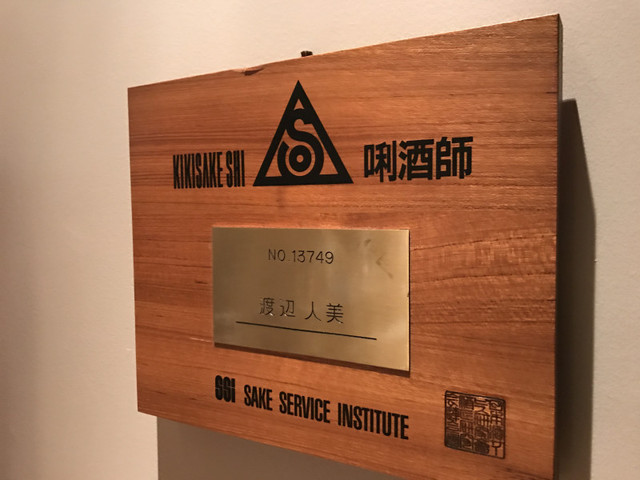 KIKISAKE SHI 唎酒師
NO 13749
渡辺 人美
SSI SAKE SERVICE INSTITUTE